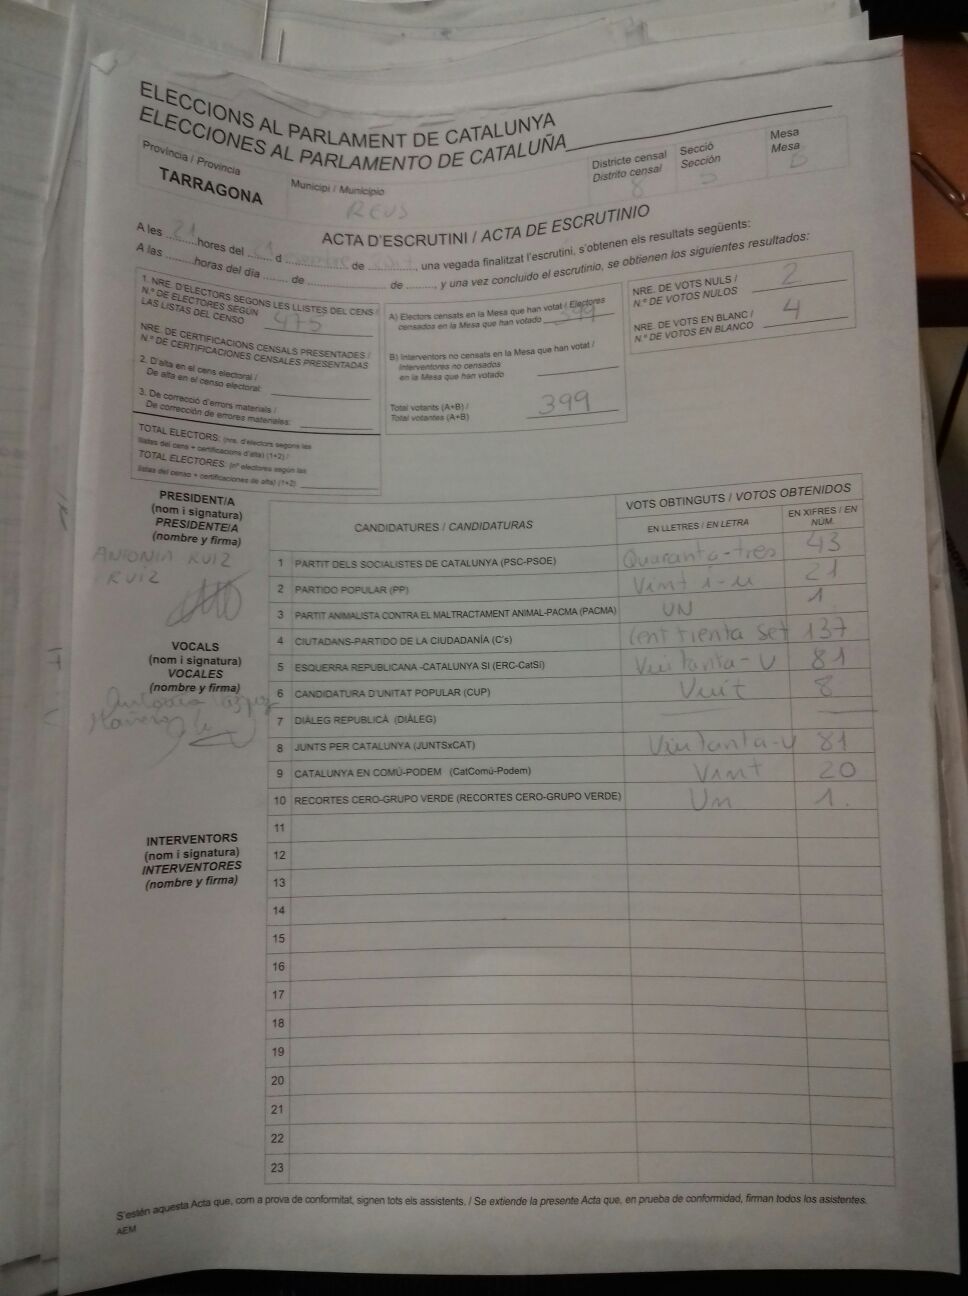 ELECCIONS AL PARLAMENT DE CATALUNYA
ELECCIONES AL PARLAMENTO DE CATALUÑA
Província / Provincia
TARRAGONA
Municipi / Municipio
REUS
Districte censal
Distrito censal
8
Secció
Sección
5
Mesa
Mesa
B
ACTA D'ESCRUTINI / ACTA DE ESCRUTINIO
A les 21 hores del 21 d de , una vegada finalitzat l'escrutini, s'obtenen els resultats següents:
A las ........horas del día ....... de .................... de ........, y una vez concluido el escrutinio, se obtienen los siguientes resultados:
1. NRE. D'ELECTORS SEGONS LES LLISTES DEL CENS /
N.º DE ELECTORES SEGÚN
LAS LISTAS DEL CENSO 475
NRE. DE CERTIFICACIONS CENSALS PRESENTADES /
N.º DE CERTIFICACIONES CENSALES PRESENTADAS
2. D'alta en el cens electoral /
De alta en el censo electoral:
3. De correcció d'errors materials /
De corrección de errores materiales:
TOTAL ELECTORS: (nre. d'electors segons les
llistes del cens + certificacions d'alta) (1+2) /
TOTAL ELECTORES: (nº electores según las
listas del censo + certificaciones de alta) (1+2)
A) Electors censats en la Mesa que han votat / Electores
censados en la Mesa que han votado 399
B) Interventors no censats en la Mesa que han votat /
Interventores no censados
en la Mesa que han votado
Total votants (A+B) /
Total votantes (A+B) 399
NRE. DE VOTS NULS /
N.º DE VOTOS NULOS 2
NRE. DE VOTS EN BLANC /
N.º DE VOTOS EN BLANCO 4
PRESIDENT/A
(nom i signatura)
PRESIDENTE/A
(nombre y firma)
ANTONIA RUIZ
RUIZ
VOCALS
(nom i signatura)
VOCALES
(nombre y firma)
INTERVENTORS
(nom i signatura)
INTERVENTORES
(nombre y firma)
CANDIDATURES / CANDIDATURAS
VOTS OBTINGUTS / VOTOS OBTENIDOS
EN LLETRES / EN LETRA
EN XIFRES / EN
NÚM.
1 PARTIT DELS SOCIALISTES DE CATALUNYA (PSC-PSOE) Quaranta-tres 43
2 PARTIDO POPULAR (PP) Vint-i-u 21
3 PARTIT ANIMALISTA CONTRA EL MALTRACTAMENT ANIMAL-PACMA (PACMA) UN 1
4 CIUTADANS-PARTIDO DE LA CIUDADANÍA (C's) Cent trenta set 137
5 ESQUERRA REPUBLICANA -CATALUNYA SI (ERC-CatSí) Vuitanta-u 81
6 CANDIDATURA D'UNITAT POPULAR (CUP) Vuit 8
7 DIÀLEG REPUBLICÀ (DIÀLEG)
8 JUNTS PER CATALUNYA (JUNTSxCAT) Vuitanta-u 81
9 CATALUNYA EN COMÚ-PODEM (CatComú-Podem) Vint 20
10 RECORTES CERO-GRUPO VERDE (RECORTES CERO-GRUPO VERDE) Un 1.
11
12
13
14
15
16
17
18
19
20
21
22
23
S'estén aquesta Acta que, com a prova de conformitat, signen tots els assistents. / Se extiende la presente Acta que, en prueba de conformidad, firman todos los asistentes.
AEM